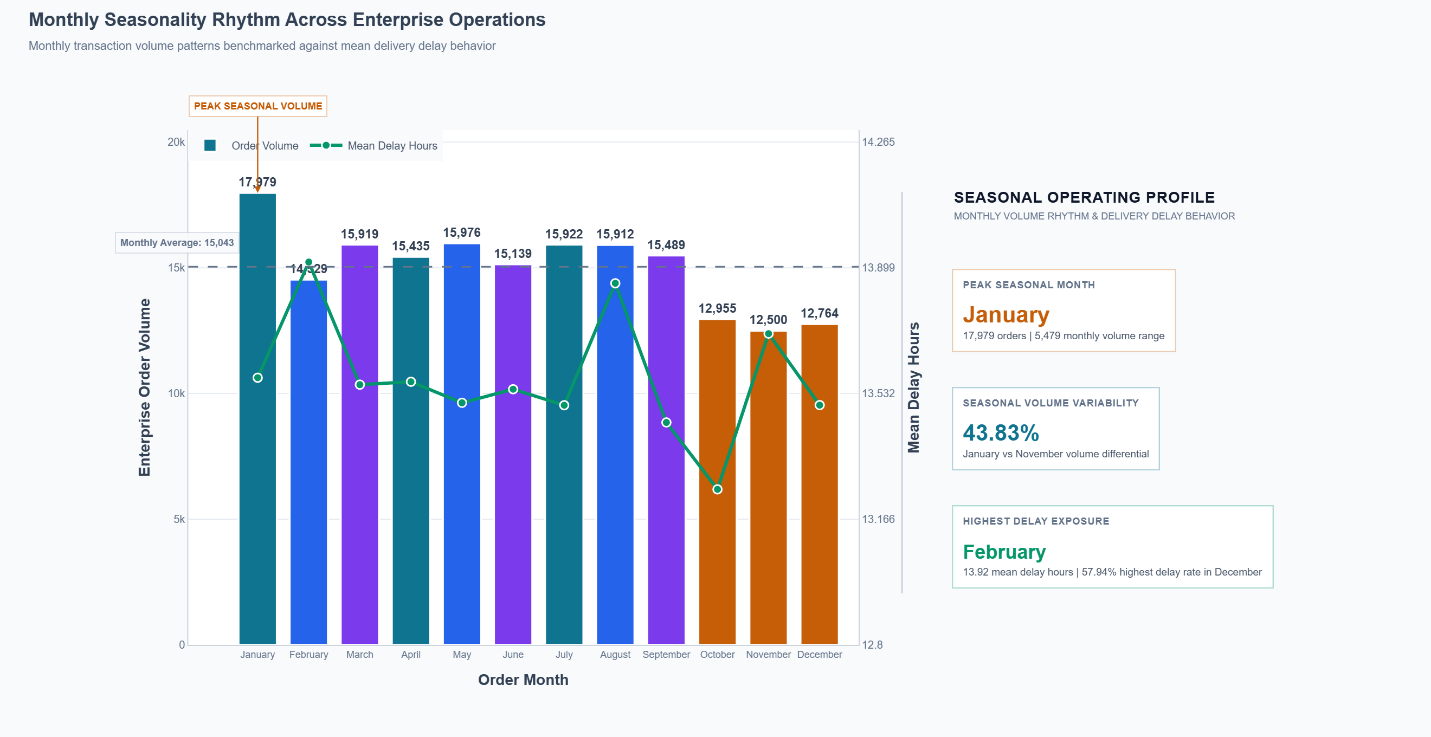 Monthly Seasonality Rhythm Across Enterprise Operations
Monthly transaction volume patterns benchmarked against mean delivery delay behavior
PEAK SEASONAL VOLUME
Order Volume
Mean Delay Hours
20k
15k
10k
5k
0
Enterprise Order Volume
Monthly Average: 15,043
17,979
14,529
15,919
15,435
15,976
15,139
15,922
15,912
15,489
12,955
12,500
12,764
January
February
March
April
May
June
July
August
September
October
November
December
Order Month
14.265
13.899
13.532
13.166
12.8
Mean Delay Hours
SEASONAL OPERATING PROFILE
MONTHLY VOLUME RHYTHM & DELIVERY DELAY BEHAVIOR
PEAK SEASONAL MONTH
January
17,979 orders | 5,479 monthly volume range
SEASONAL VOLUME VARIABILITY
43.83%
January vs November volume differential
HIGHEST DELAY EXPOSURE
February
13.92 mean delay hours | 57.94% highest delay rate in December